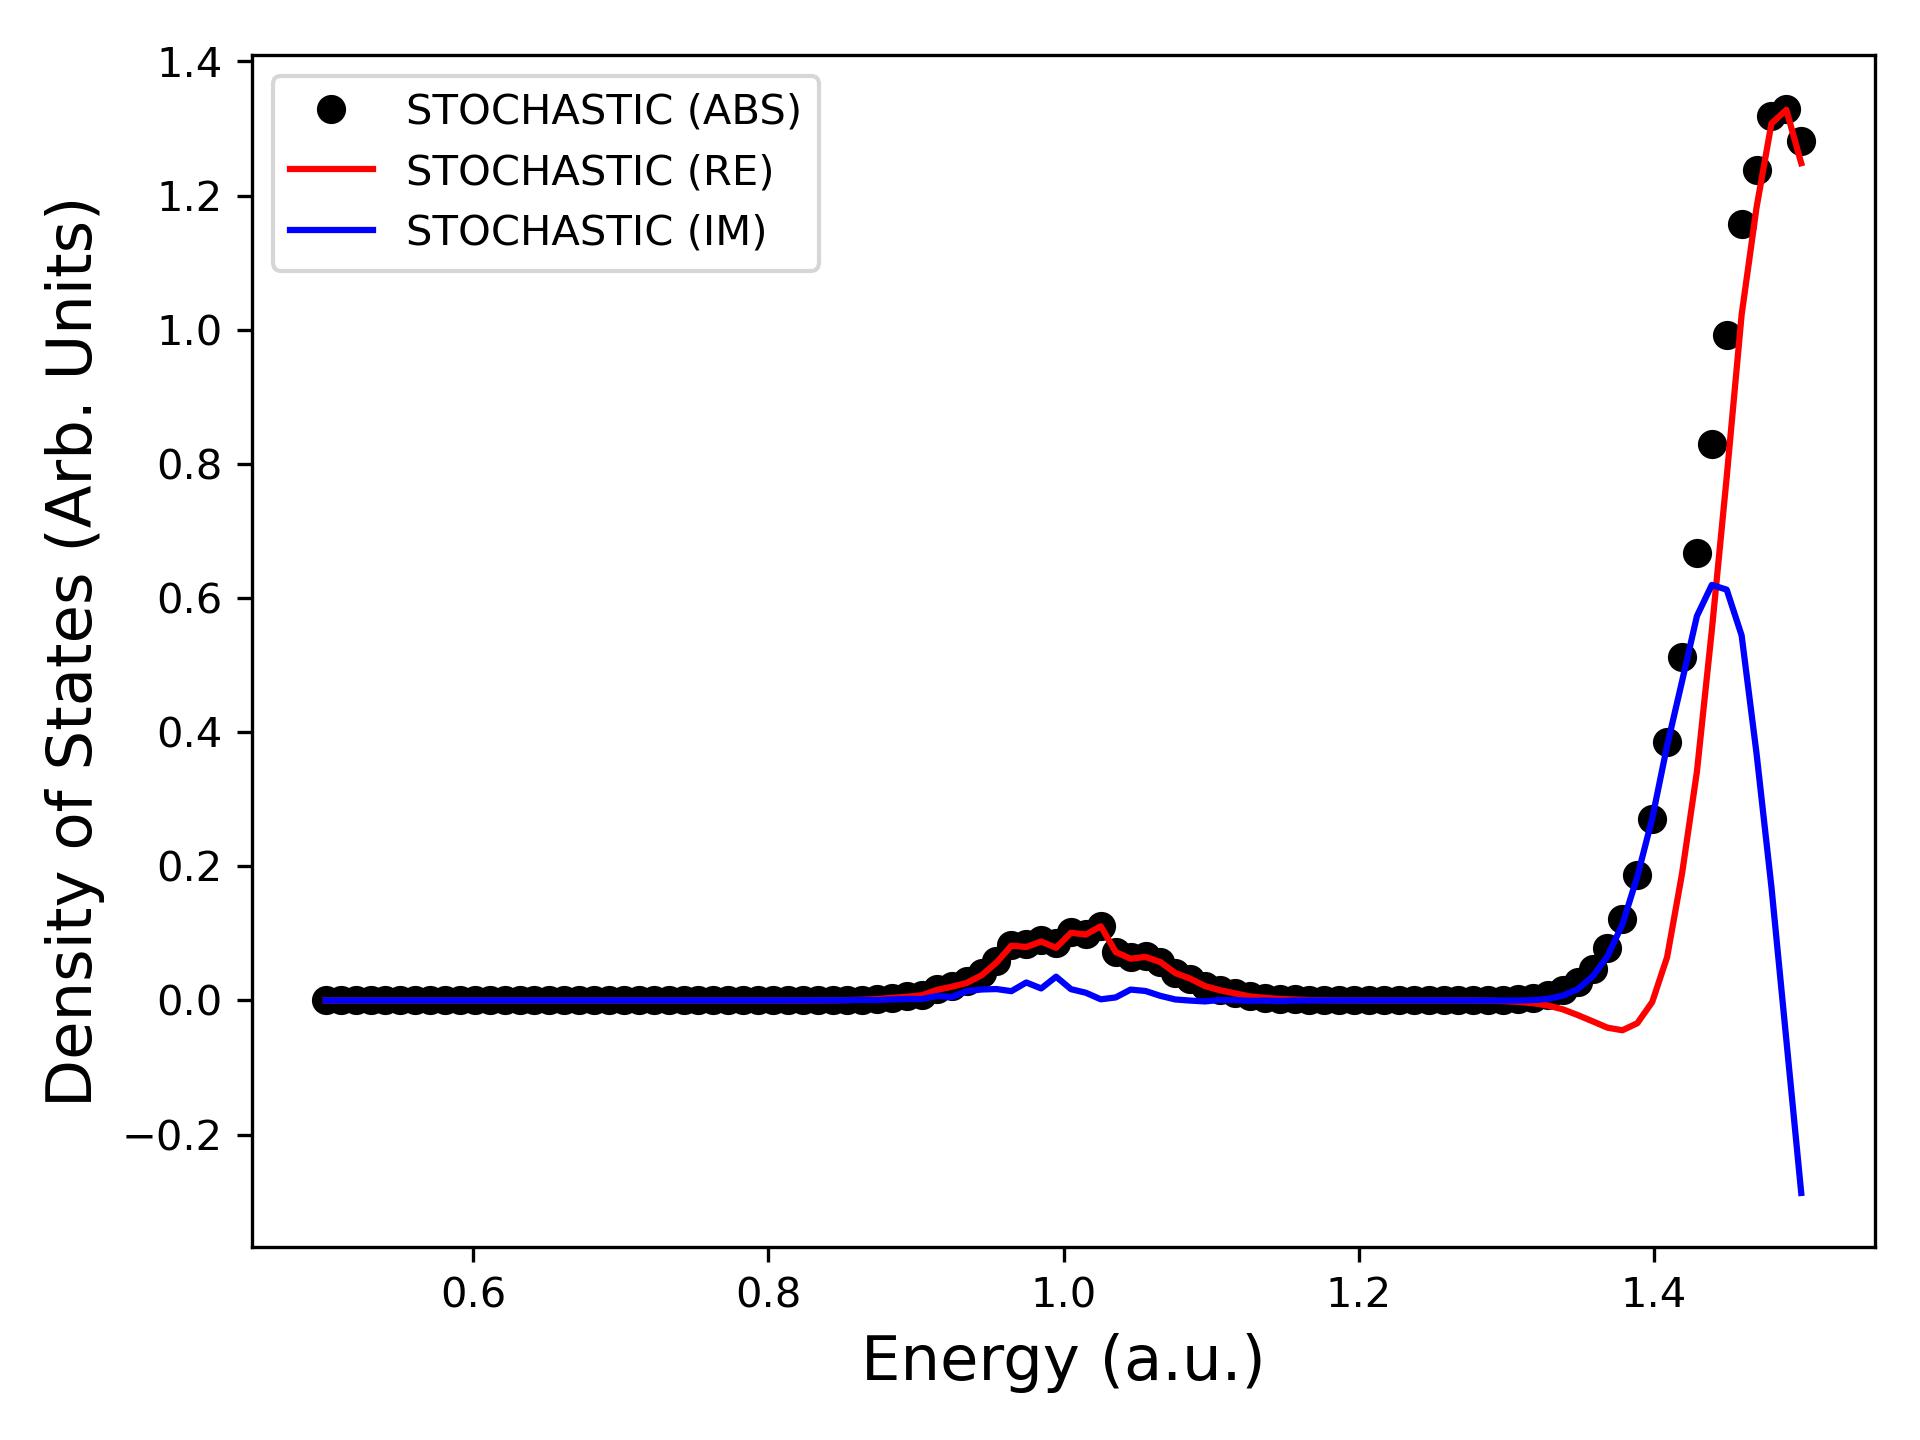 STOCHASTIC (ABS)
STOCHASTIC (RE)
STOCHASTIC (IM)
1.4
1.2
1.0
0.8
0.6
0.4
0.2
0.0
−0.2
Density of States (Arb. Units)
0.6 0.8 1.0 1.2 1.4
Energy (a.u.)